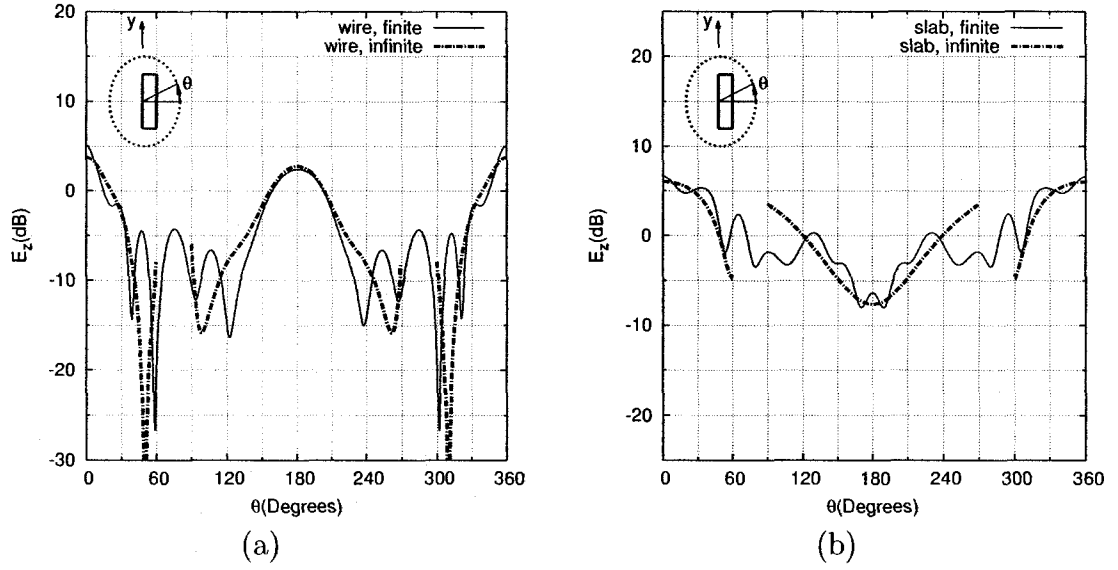 wire, finite
wire, infinite
y
θ
20
10
0
-10
-20
-30
E_z(dB)
0 60 120 180 240 300 360
θ(Degrees)
(a)
slab, finite
slab, infinite
y
θ
20
10
0
-10
-20
E_z(dB)
0 60 120 180 240 300 360
θ(Degrees)
(b)